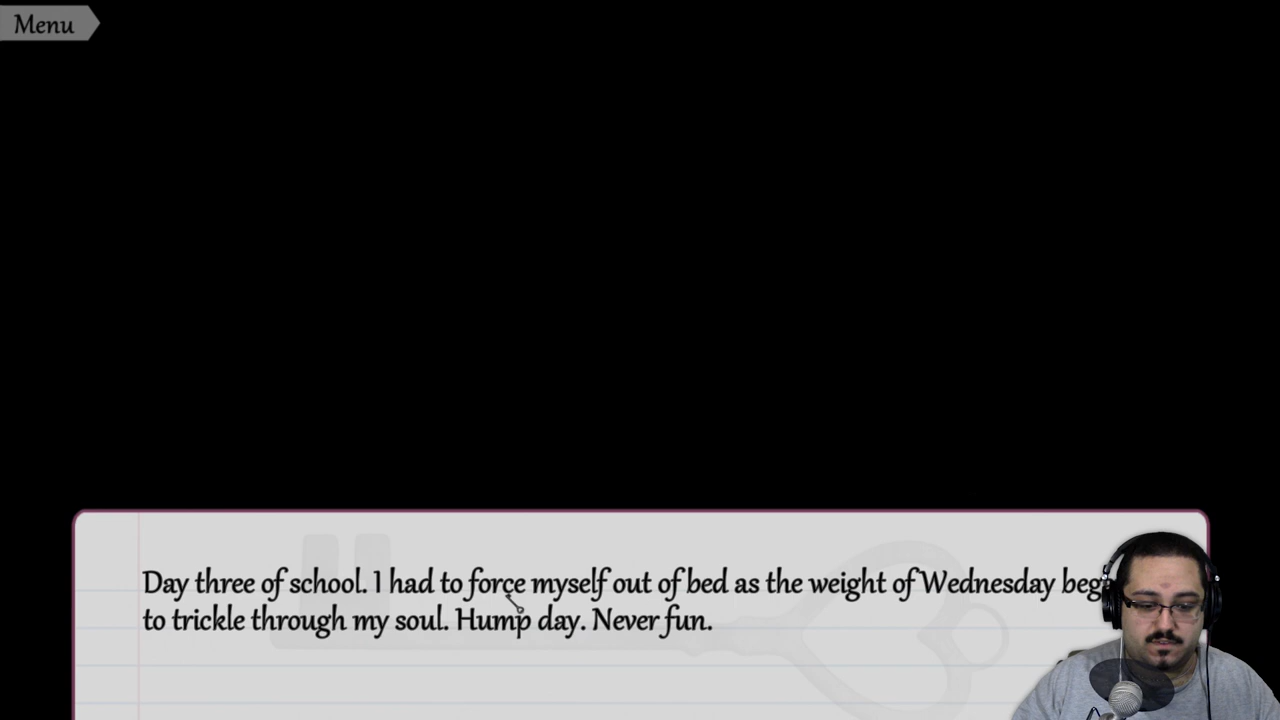 Menu
Day three of school. I had to force myself out of bed as the weight of Wednesday beg
to trickle through my soul. Hump day. Never fun.